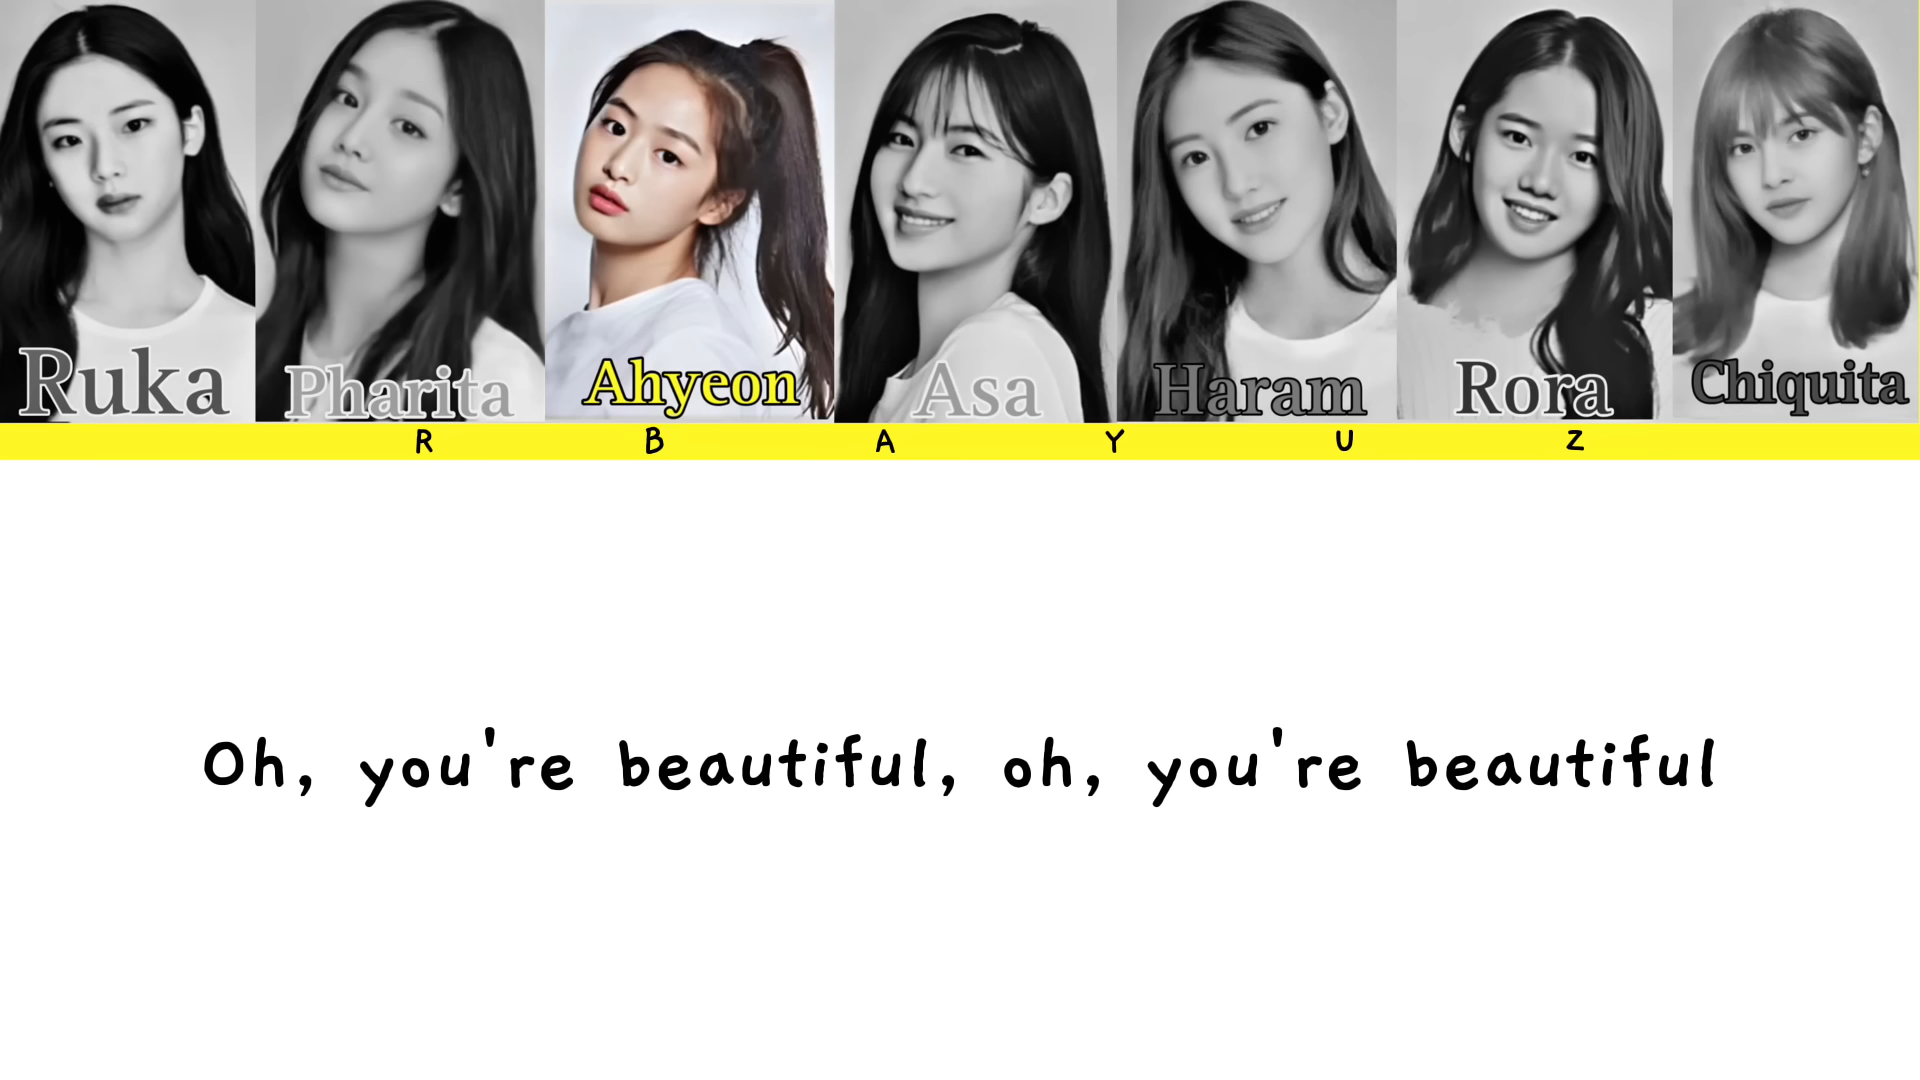 Ruka Pharita Ahyeon Asa Haram Rora Chiquita
R B A Y U Z
Oh, you're beautiful, oh, you're beautiful